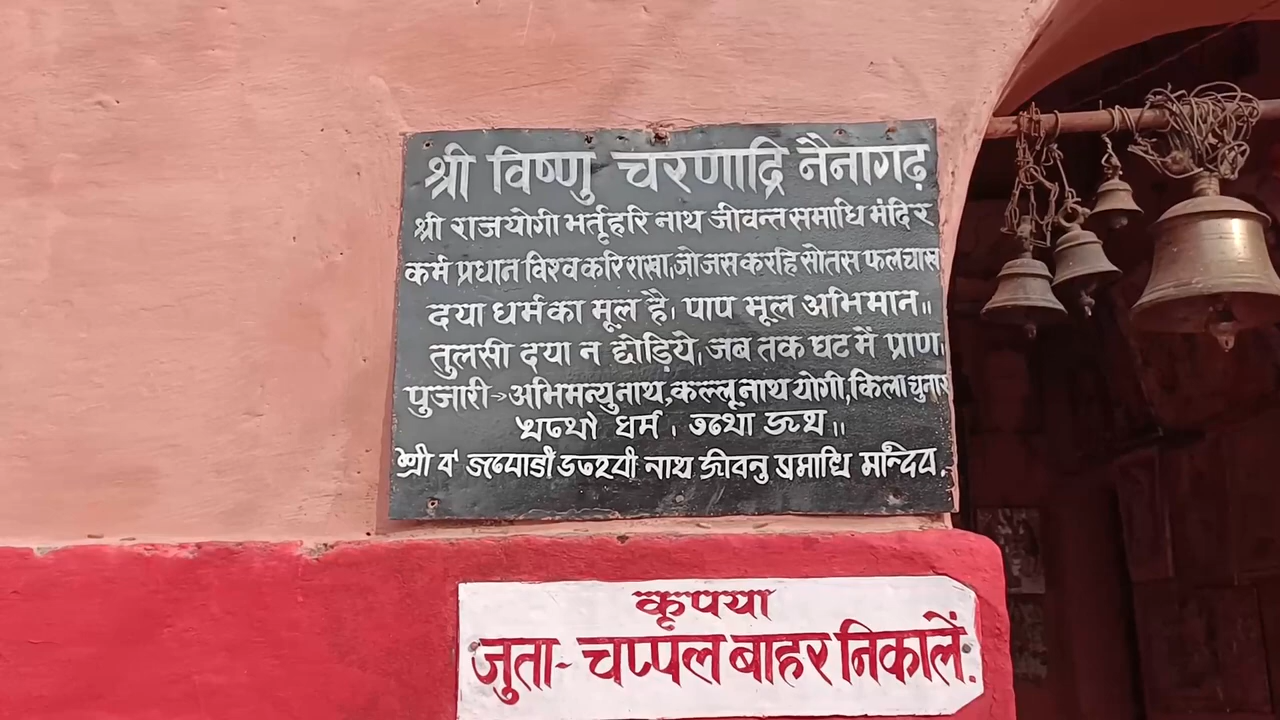 श्री विष्णु चरणाद्रि नैनागढ़
श्री राजयोगी भर्तृहरि नाथ जीवन्त समाधि मंदिर
कर्म प्रधान विश्व करि राखा, जो जस करहि सो तस फल चाख
दया धर्म का मूल है। पाप मूल अभिमान॥
तुलसी दया न छोड़िये, जब तक घट में प्राण।
पुजारी→अभिमन्यु नाथ, कल्लू नाथ योगी, किला चुनार
धर्म।
श्री नाथ मन्दिव.
कृपया
जुता-चप्पल बाहर निकालें.